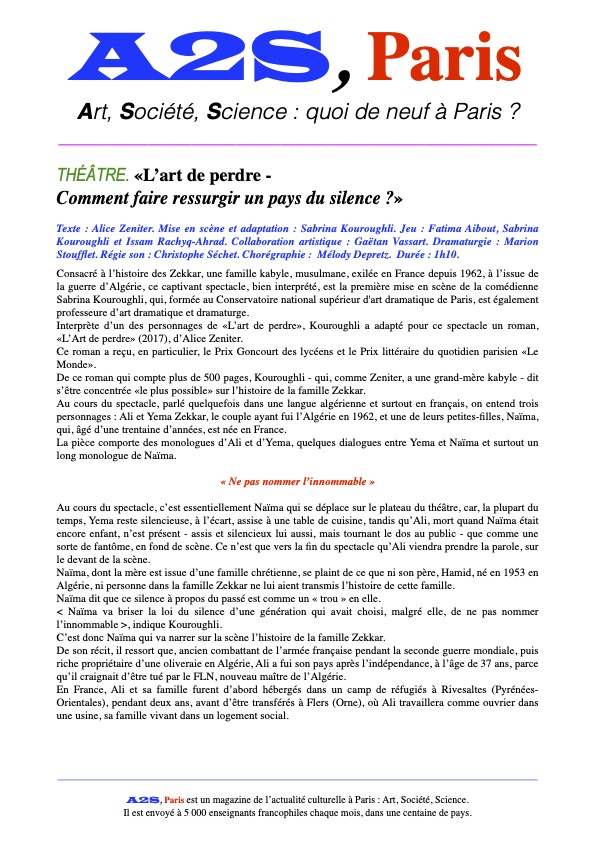 A2S, Paris
Art, Société, Science : quoi de neuf à Paris ?
THÉÂTRE. «L’art de perdre -
Comment faire ressurgir un pays du silence ?»
Texte : Alice Zeniter. Mise en scène et adaptation : Sabrina Kouroughli. Jeu : Fatima Aibout, Sabrina
Kouroughli et Issam Rachyq-Ahrad. Collaboration artistique : Gaëtan Vassart. Dramaturgie : Marion
Stoufflet. Régie son : Christophe Séchet. Chorégraphie : Mélody Depretz. Durée : 1h10.
Consacré à l’histoire des Zekkar, une famille kabyle, musulmane, exilée en France depuis 1962, à l’issue de
la guerre d’Algérie, ce captivant spectacle, bien interprété, est la première mise en scène de la comédienne
Sabrina Kouroughli, qui, formée au Conservatoire national supérieur d'art dramatique de Paris, est également
professeure d’art dramatique et dramaturge.
Interprète d’un des personnages de «L’art de perdre», Kouroughli a adapté pour ce spectacle un roman,
«L’Art de perdre» (2017), d’Alice Zeniter.
Ce roman a reçu, en particulier, le Prix Goncourt des lycéens et le Prix littéraire du quotidien parisien «Le
Monde».
De ce roman qui compte plus de 500 pages, Kouroughli - qui, comme Zeniter, a une grand-mère kabyle - dit
s’être concentrée «le plus possible» sur l’histoire de la famille Zekkar.
Au cours du spectacle, parlé quelquefois dans une langue algérienne et surtout en français, on entend trois
personnages : Ali et Yema Zekkar, le couple ayant fui l’Algérie en 1962, et une de leurs petites-filles, Naïma,
qui, âgé d’une trentaine d’années, est née en France.
La pièce comporte des monologues d’Ali et d’Yema, quelques dialogues entre Yema et Naïma et surtout un
long monologue de Naïma.
« Ne pas nommer l’innommable »
Au cours du spectacle, c’est essentiellement Naïma qui se déplace sur le plateau du théâtre, car, la plupart du
temps, Yema reste silencieuse, à l’écart, assise à une table de cuisine, tandis qu’Ali, mort quand Naïma était
encore enfant, n’est présent - assis et silencieux lui aussi, mais tournant le dos au public - que comme une
sorte de fantôme, en fond de scène. Ce n’est que vers la fin du spectacle qu’Ali viendra prendre la parole, sur
le devant de la scène.
Naïma, dont la mère est issue d’une famille chrétienne, se plaint de ce que ni son père, Hamid, né en 1953 en
Algérie, ni personne dans la famille Zekkar ne lui aient transmis l’histoire de cette famille.
Naïma dit que ce silence à propos du passé est comme un « trou » en elle.
< Naïma va briser la loi du silence d’une génération qui avait choisi, malgré elle, de ne pas nommer
l’innommable >, indique Kouroughli.
C’est donc Naïma qui va narrer sur la scène l’histoire de la famille Zekkar.
De son récit, il ressort que, ancien combattant de l’armée française pendant la seconde guerre mondiale, puis
riche propriétaire d’une oliveraie en Algérie, Ali a fui son pays après l’indépendance, à l’âge de 37 ans, parce
qu’il craignait d’être tué par le FLN, nouveau maître de l’Algérie.
En France, Ali et sa famille furent d’abord hébergés dans un camp de réfugiés à Rivesaltes (Pyrénées-
Orientales), pendant deux ans, avant d’être transférés à Flers (Orne), où Ali travaillera comme ouvrier dans
une usine, sa famille vivant dans un logement social.
A2S, Paris est un magazine de l’actualité culturelle à Paris : Art, Société, Science.
Il est envoyé à 5 000 enseignants francophiles chaque mois, dans une centaine de pays.